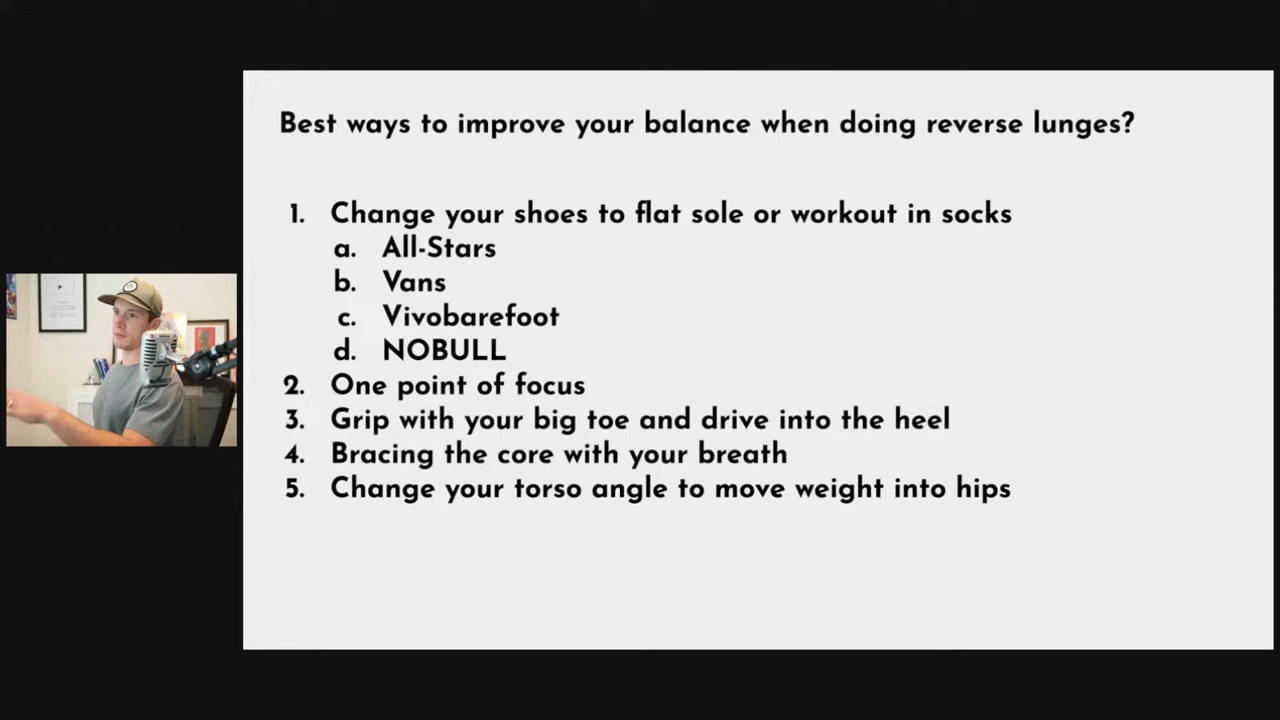 Best ways to improve your balance when doing reverse lunges?
1. Change your shoes to flat sole or workout in socks
a. All-Stars
b. Vans
c. Vivobarefoot
d. NOBULL
2. One point of focus
3. Grip with your big toe and drive into the heel
4. Bracing the core with your breath
5. Change your torso angle to move weight into hips